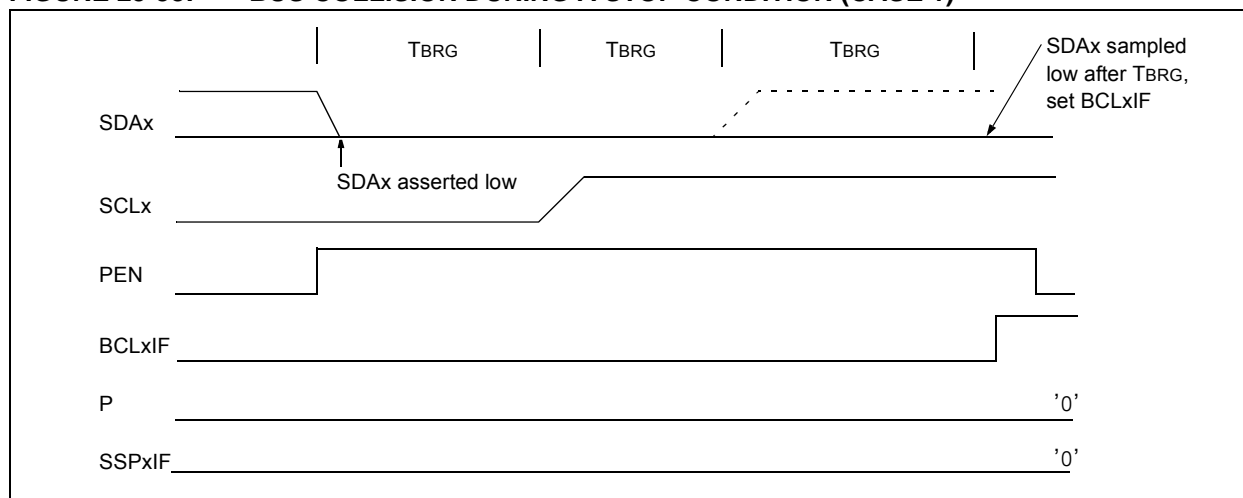 TBRG TBRG TBRG
SDAx sampled
low after TBRG,
set BCLxIF
SDAx
SDAx asserted low
SCLx
PEN
BCLxIF
P '0'
SSPxIF '0'